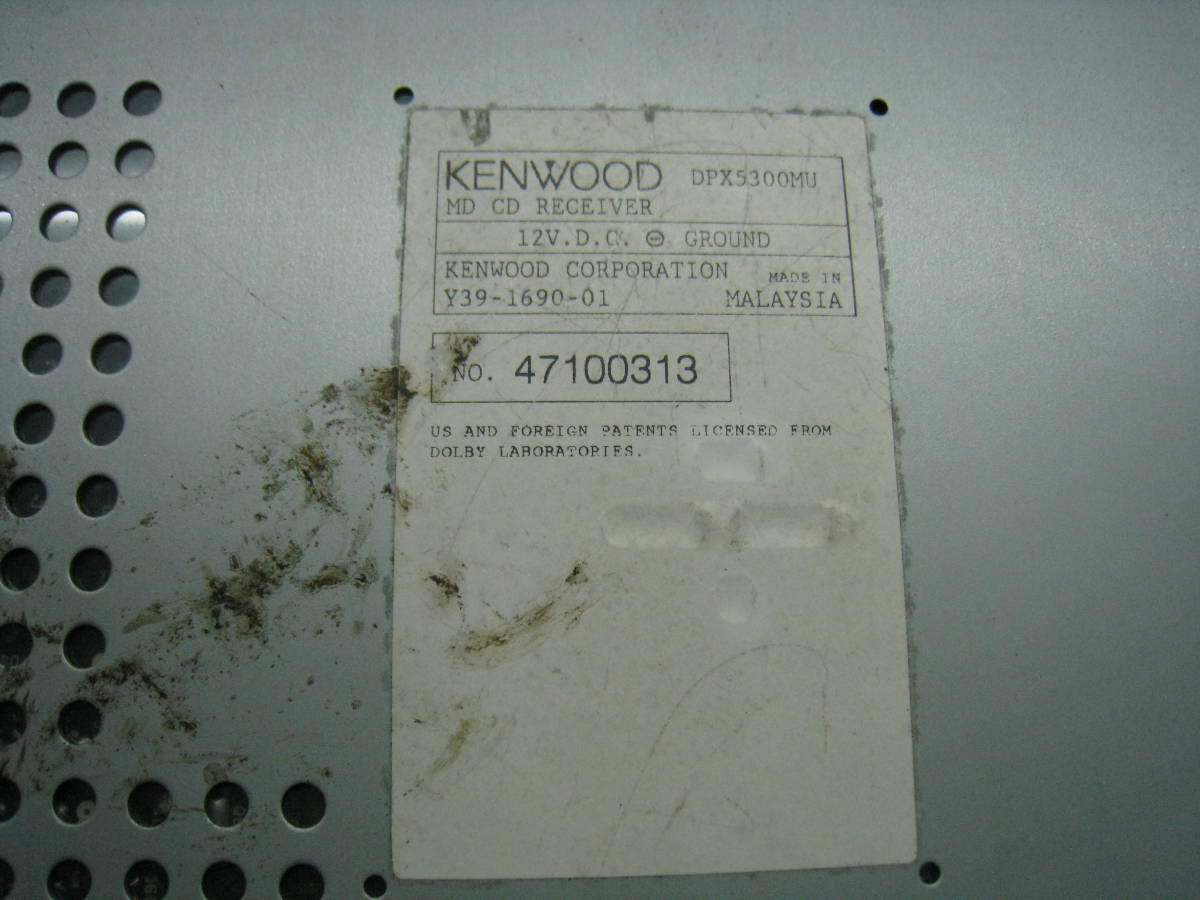 KENWOOD DPX5300MU
MD CD RECEIVER
12V.D.C. ⊖ GROUND
KENWOOD CORPORATION MADE IN
Y39-1690-01 MALAYSIA
NO. 47100313
US AND FOREIGN PATENTS LICENSED FROM
DOLBY LABORATORIES.